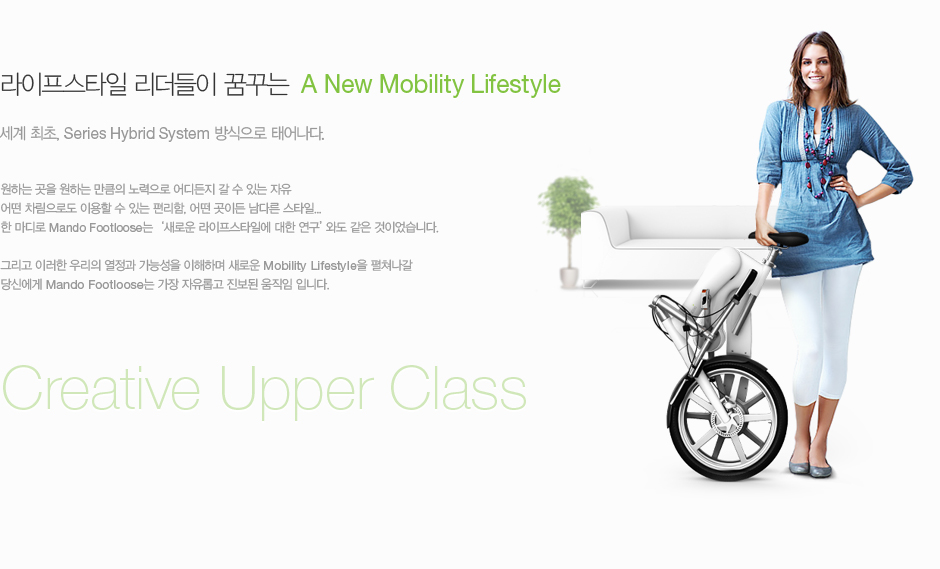 라이프스타일 리더들이 꿈꾸는 A New Mobility Lifestyle
세계 최초, Series Hybrid System 방식으로 태어나다.
원하는 곳을 원하는 만큼의 노력으로 어디든지 갈 수 있는 자유
어떤 차림으로도 이용할 수 있는 편리함, 어떤 곳이든 남다른 스타일...
한 마디로 Mando Footloose는 ‘새로운 라이프스타일에 대한 연구’ 와도 같은 것이었습니다.
그리고 이러한 우리의 열정과 가능성을 이해하며 새로운 Mobility Lifestyle을 펼쳐나갈
당신에게 Mando Footloose는 가장 자유롭고 진보된 움직임 입니다.
Creative Upper Class